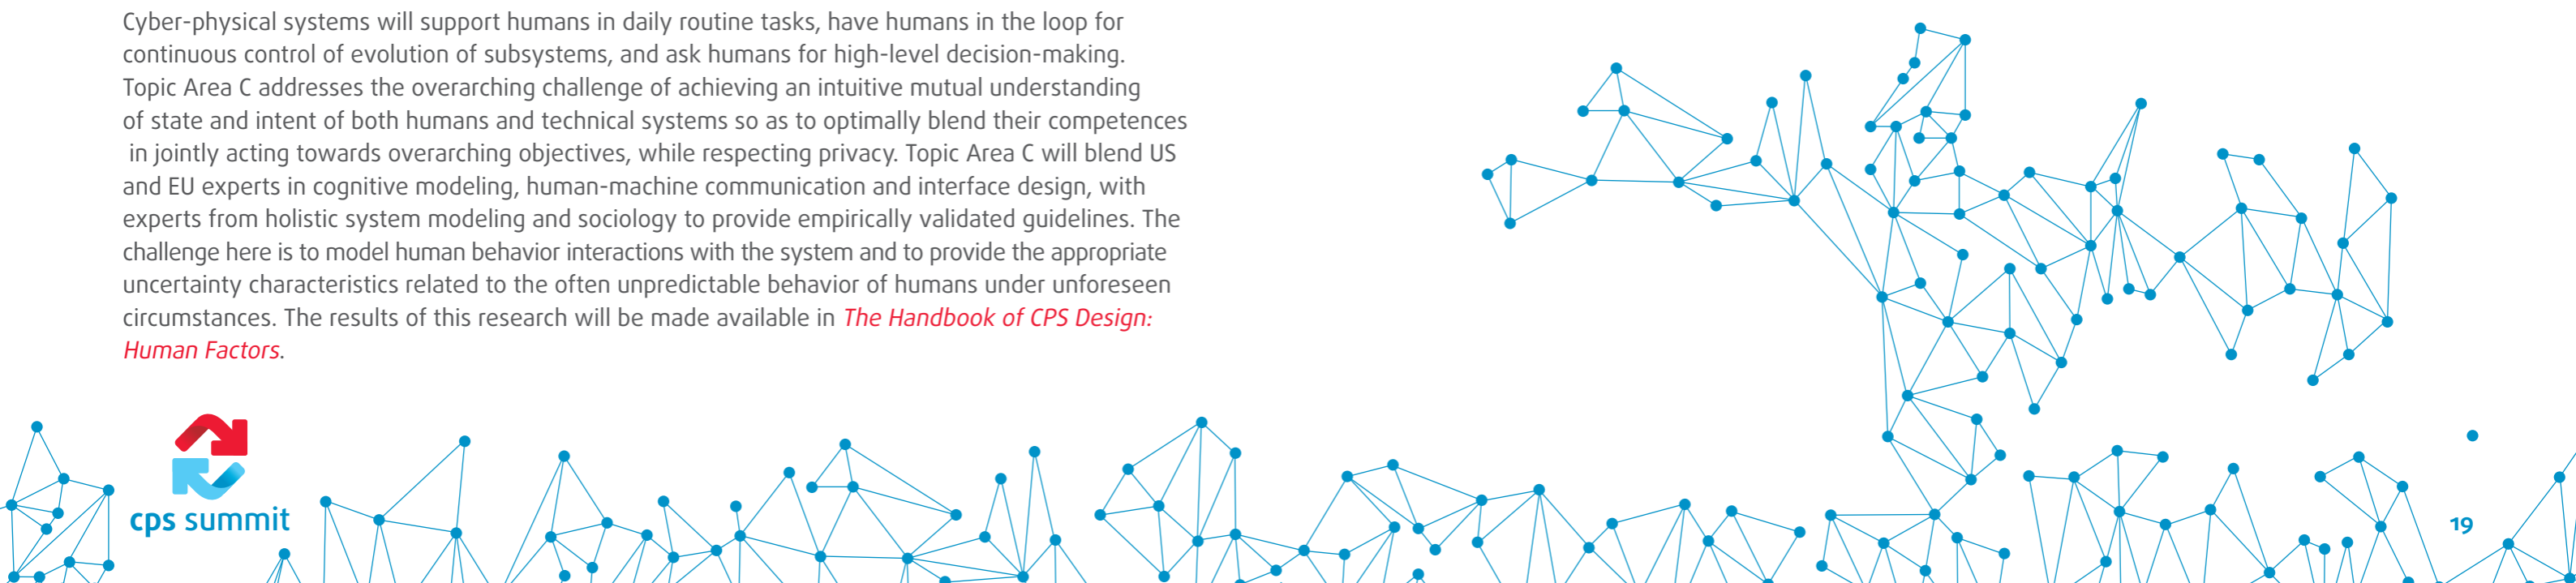 Cyber-physical systems will support humans in daily routine tasks, have humans in the loop for
continuous control of evolution of subsystems, and ask humans for high-level decision-making.
Topic Area C addresses the overarching challenge of achieving an intuitive mutual understanding
of state and intent of both humans and technical systems so as to optimally blend their competences
in jointly acting towards overarching objectives, while respecting privacy. Topic Area C will blend US
and EU experts in cognitive modeling, human-machine communication and interface design, with
experts from holistic system modeling and sociology to provide empirically validated guidelines. The
challenge here is to model human behavior interactions with the system and to provide the appropriate
uncertainty characteristics related to the often unpredictable behavior of humans under unforeseen
circumstances. The results of this research will be made available in The Handbook of CPS Design:
Human Factors.
cps summit
19